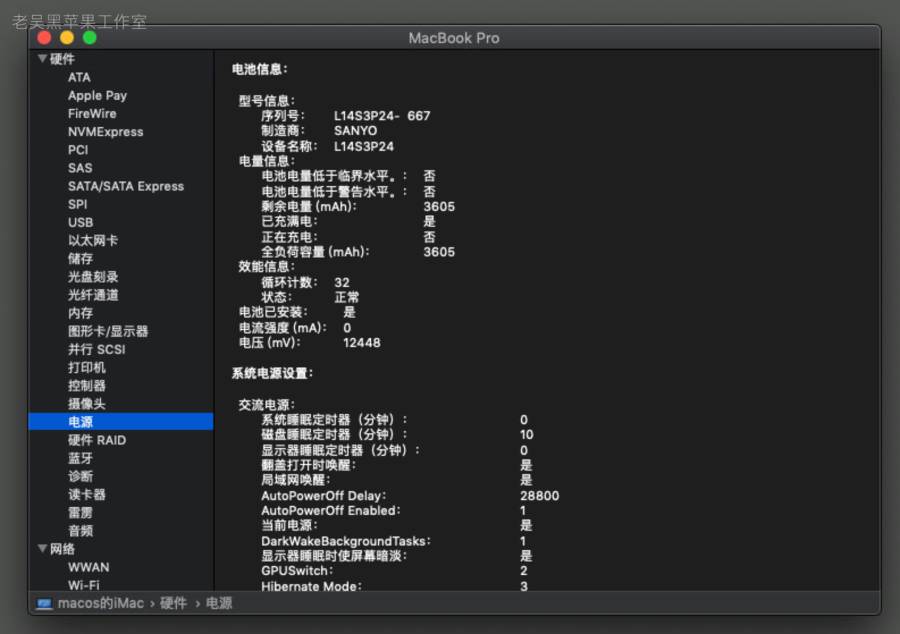 老吴黑苹果工作室
MacBook Pro
硬件
ATA
Apple Pay
FireWire
NVMExpress
PCI
SAS
SATA/SATA Express
SPI
USB
以太网卡
储存
光盘刻录
光纤通道
内存
图形卡/显示器
并行 SCSI
打印机
控制器
摄像头
电源
硬件 RAID
蓝牙
诊断
读卡器
雷雳
音频
网络
WWAN
Wi-Fi
电池信息:
型号信息:
序列号: L14S3P24- 667
制造商: SANYO
设备名称: L14S3P24
电量信息:
电池电量低于临界水平。: 否
电池电量低于警告水平。: 否
剩余电量 (mAh): 3605
已充满电: 是
正在充电: 否
全负荷容量 (mAh): 3605
效能信息:
循环计数: 32
状态: 正常
电池已安装: 是
电流强度 (mA): 0
电压 (mV): 12448
系统电源设置:
交流电源:
系统睡眠定时器（分钟）: 0
磁盘睡眠定时器（分钟）: 10
显示器睡眠定时器（分钟）: 0
翻盖打开时唤醒: 是
局域网唤醒: 是
AutoPowerOff Delay: 28800
AutoPowerOff Enabled: 1
当前电源: 是
DarkWakeBackgroundTasks: 1
显示器睡眠时使屏幕暗淡: 是
GPUSwitch: 2
Hibernate Mode: 3
macos的iMac › 硬件 › 电源